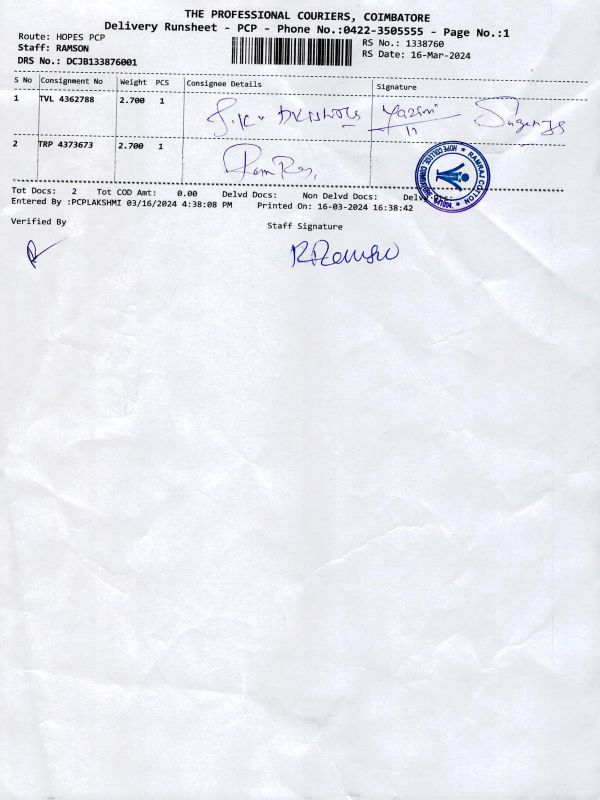 THE PROFESSIONAL COURIERS, COIMBATORE
Delivery Runsheet - PCP - Phone No.:0422-3505555 - Page No.:1
Route: HOPES PCP
RS No.: 1338760
Staff: RAMSON
RS Date: 16-Mar-2024
DRS No.: DCJB133876001
S No Consignment No Weight PCS Consignee Details Signature
1 TVL 4362788 2.700 1
2 TRP 4373673 2.700 1
RAMRAJ COTTON
Tot Docs: 2 Tot COD Amt: 0.00 Delvd Docs: Non Delvd Docs:
Entered By :PCPLAKSHMI 03/16/2024 4:38:08 PM Printed On: 16-03-2024 16:38:42
Verified By
Staff Signature